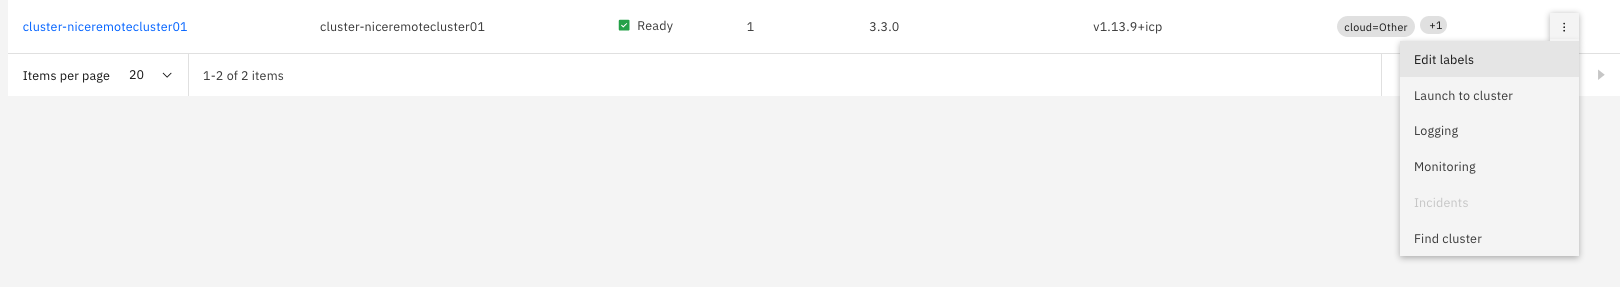 cluster-niceremotecluster01 cluster-niceremotecluster01 Ready 1 3.3.0 v1.13.9+icp cloud=Other +1
Edit labels
Items per page 20 1-2 of 2 items
Launch to cluster
Logging
Monitoring
Incidents
Find cluster